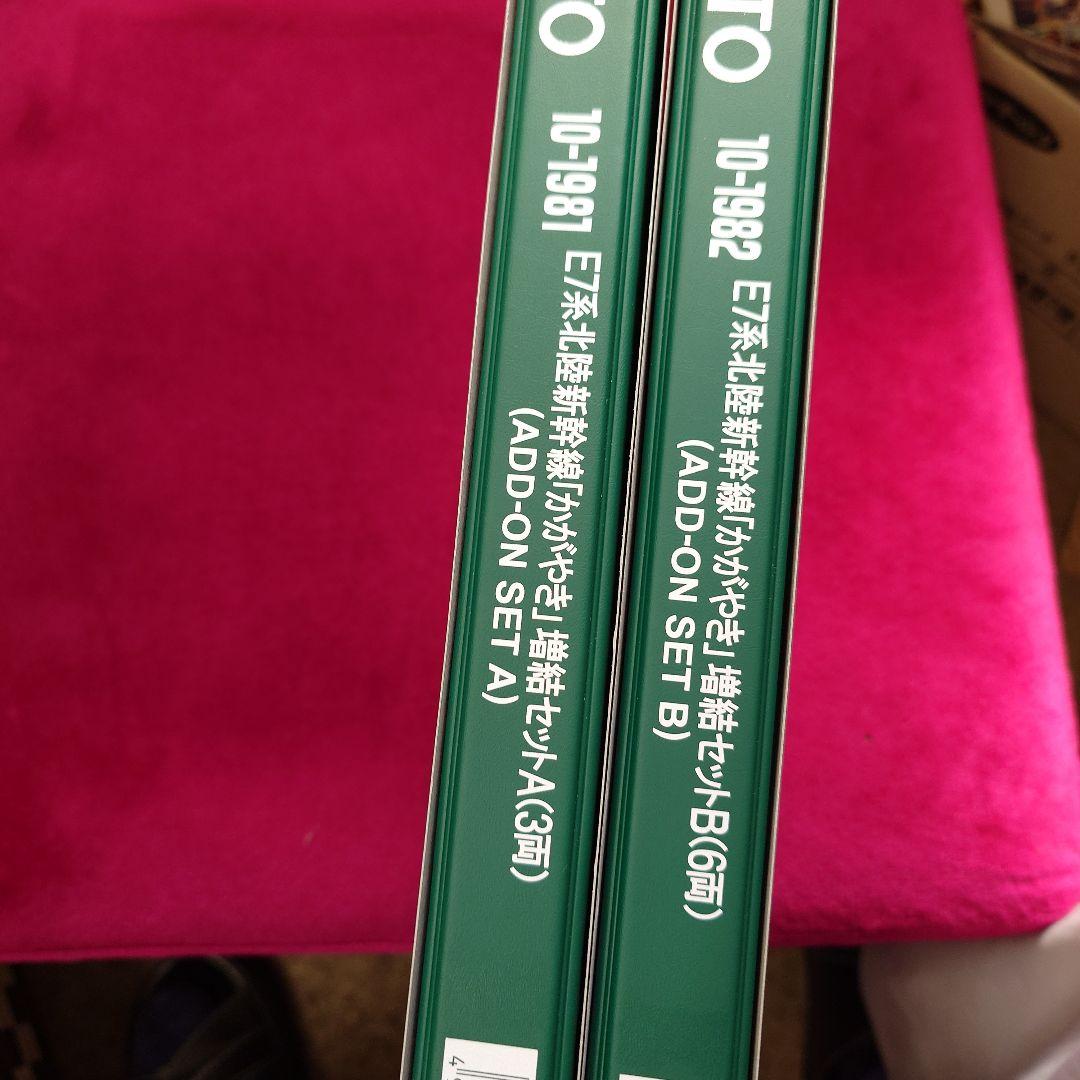 TO
10-1981 E7系北陸新幹線「かがやき」増結セットA(3両)
(ADD-ON SET A)
4
TO
10-1982 E7系北陸新幹線「かがやき」増結セットB(6両)
(ADD-ON SET B)